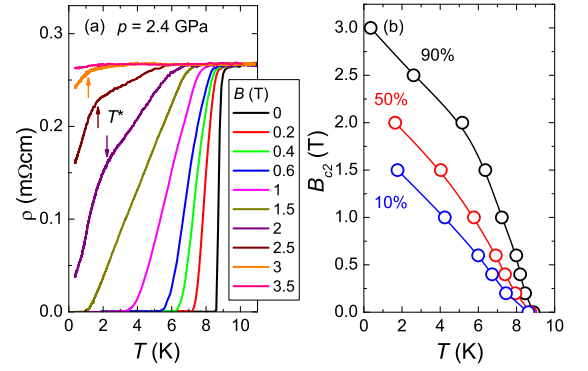 (a) p = 2.4 GPa
ρ (mΩcm)
0.3
0.2
0.1
0.0
T*
B (T)
0
0.2
0.4
0.6
1
1.5
2
2.5
3
3.5
0 2 4 6 8 10
T (K)
(b)
B_c2 (T)
3.0
2.5
2.0
1.5
1.0
0.5
0.0
90%
50%
10%
0 2 4 6 8 10
T (K)